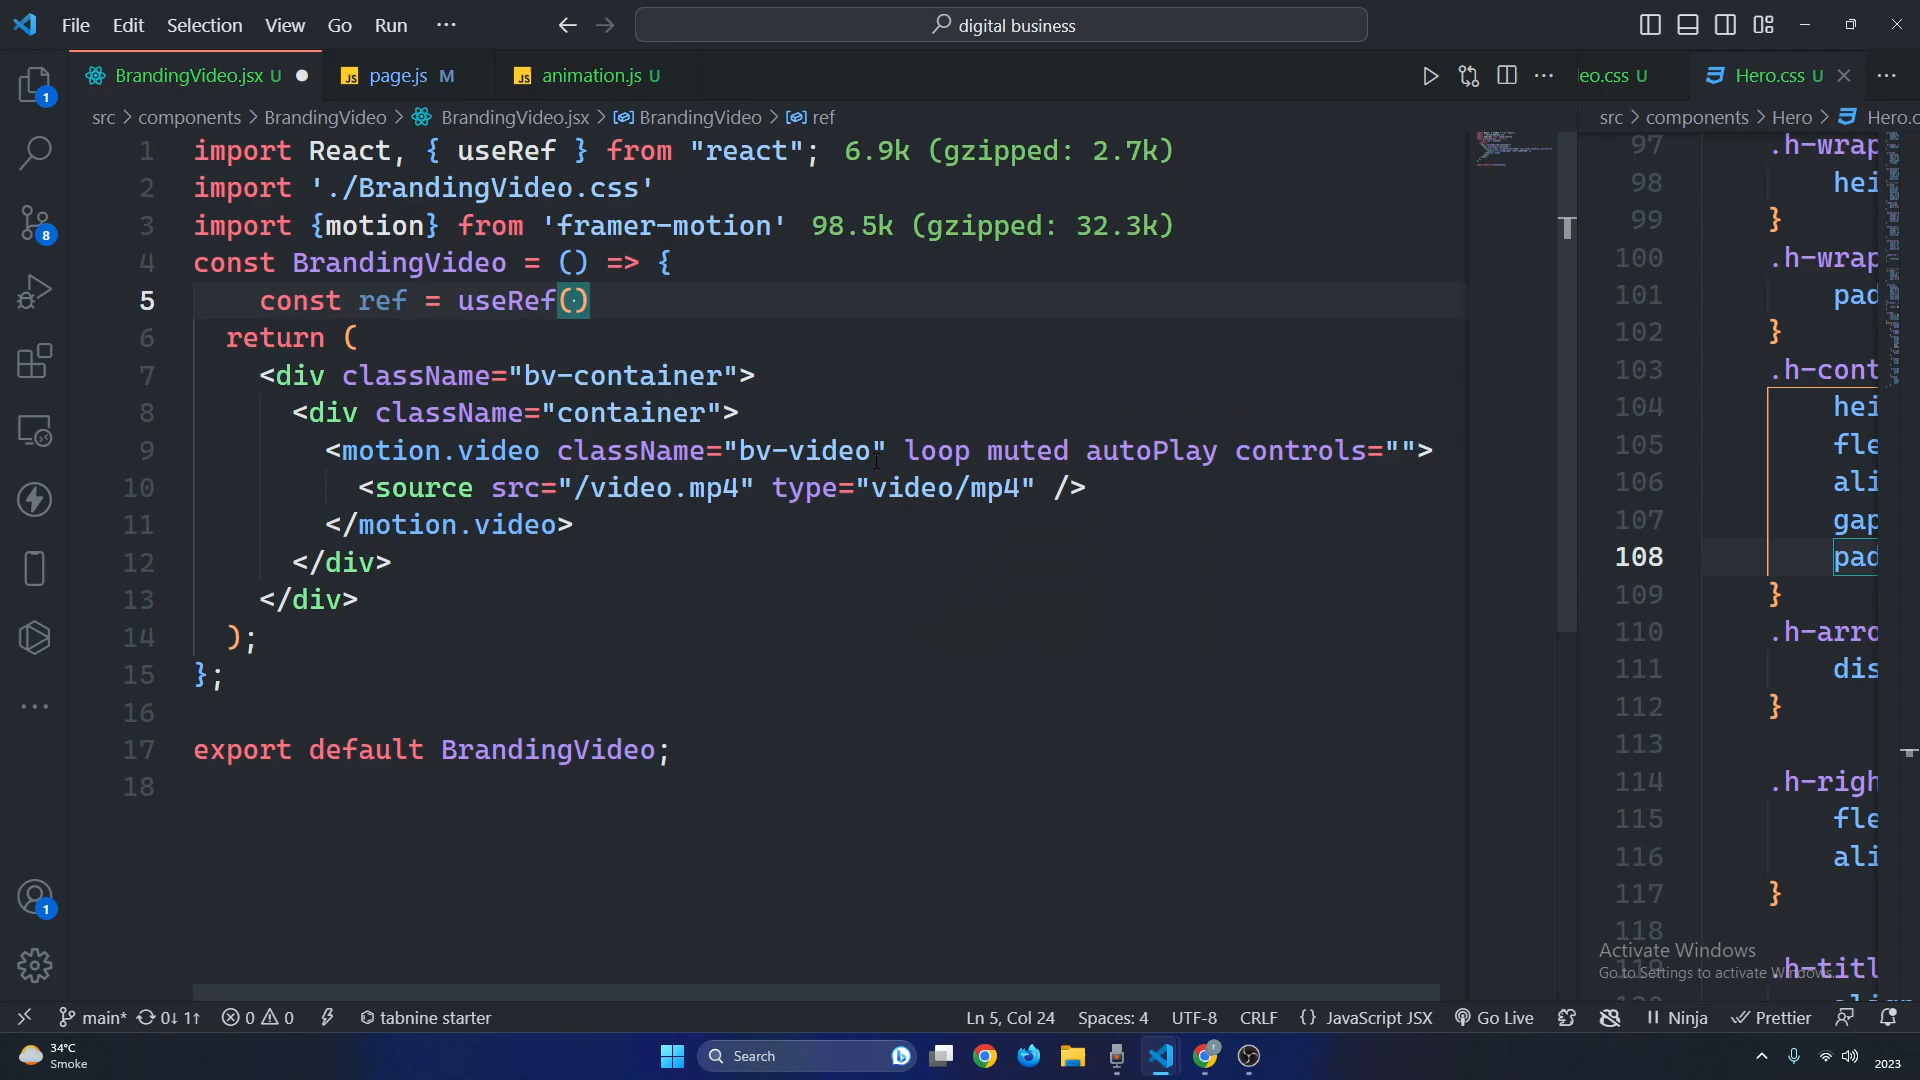 File Edit Selection View Go Run ··· digital business
BrandingVideo.jsx U page.js M animation.js U
src > components > BrandingVideo > BrandingVideo.jsx > BrandingVideo > ref
1 import React, { useRef } from "react"; 6.9k (gzipped: 2.7k)
2 import './BrandingVideo.css'
3 import {motion} from 'framer-motion' 98.5k (gzipped: 32.3k)
4 const BrandingVideo = () => {
5 const ref = useRef()
6 return (
7 <div className="bv-container">
8 <div className="container">
9 <motion.video className="bv-video" loop muted autoPlay controls="">
10 <source src="/video.mp4" type="video/mp4" />
11 </motion.video>
12 </div>
13 </div>
14 );
15 };
16
17 export default BrandingVideo;
18
eo.css U Hero.css U
src > components > Hero > Hero.c
97 .h-wrap
98 hei
99 }
100 .h-wrap
101 pad
102 }
103 .h-cont
104 hei
105 fle
106 ali
107 gap
108 pad
109 }
110 .h-arro
111 dis
112 }
113
114 .h-righ
115 fle
116 ali
117 }
118
119 .h-titl
Activate Windows
Go to Settings to activate Windows.
1
8
1
main* 0↓ 1↑ 0 0 tabnine starter Ln 5, Col 24 Spaces: 4 UTF-8 CRLF {} JavaScript JSX Go Live Ninja Prettier
34°C
Smoke
Search
2023